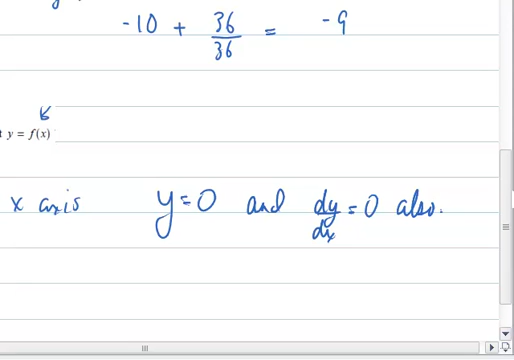 -10 + 36/36 = -9
y = f(x)
x axis y=0 and dy/dx = 0 also.